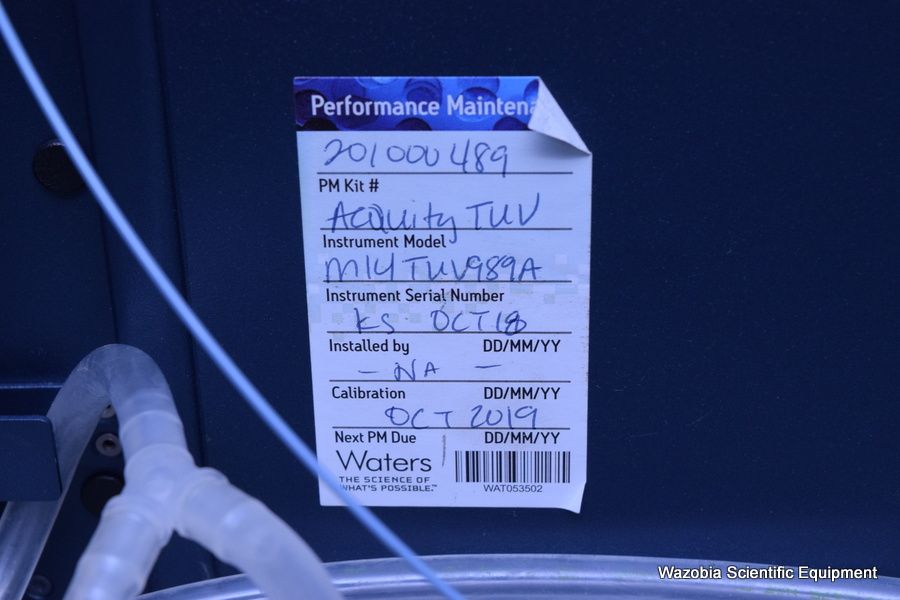 Performance Maintena
201000489
PM Kit #
Acquity TUV
Instrument Model
M14TUV989A
Instrument Serial Number
KS OCT18
Installed by DD/MM/YY
- NA -
Calibration DD/MM/YY
OCT 2019
Next PM Due DD/MM/YY
Waters
THE SCIENCE OF
WHAT'S POSSIBLE.™
WAT053502
Wazobia Scientific Equipment